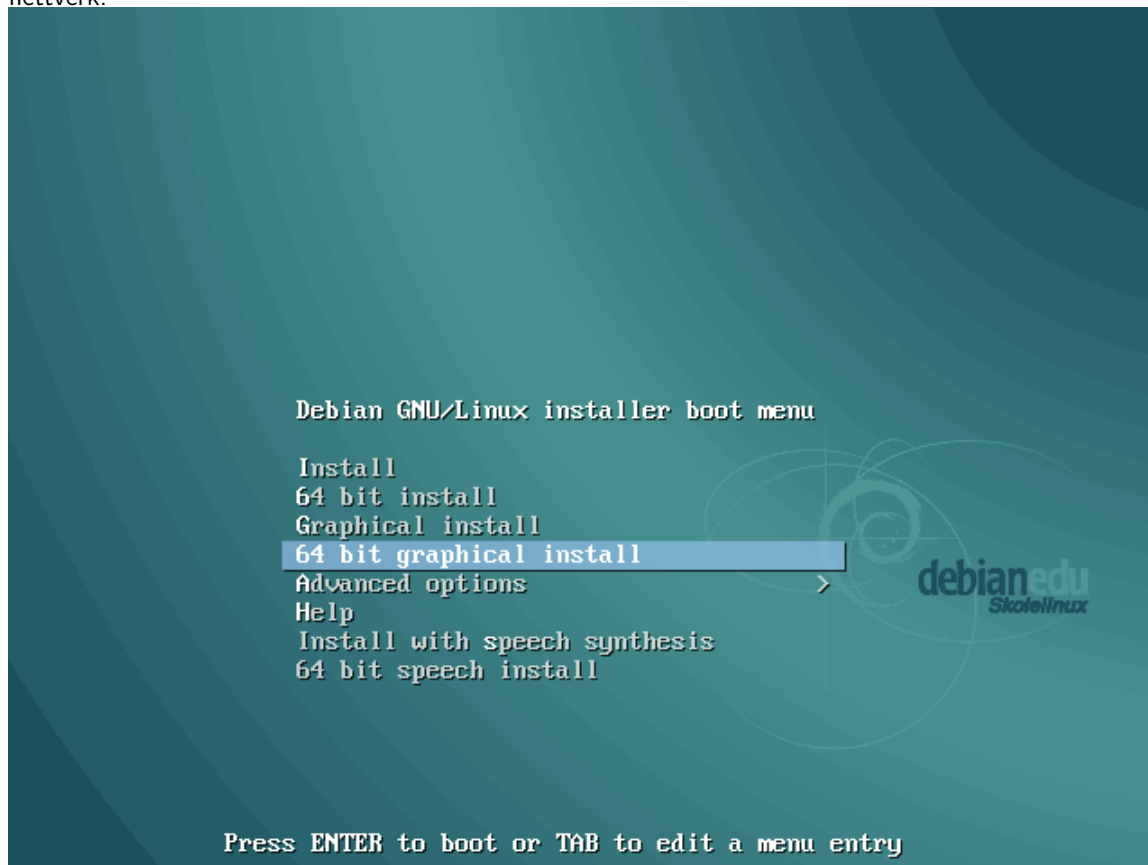 nettverk.
Debian GNU/Linux installer boot menu
Install
64 bit install
Graphical install
64 bit graphical install
Advanced options >
Help
Install with speech synthesis
64 bit speech install
debianedu
Skolelinux
Press ENTER to boot or TAB to edit a menu entry